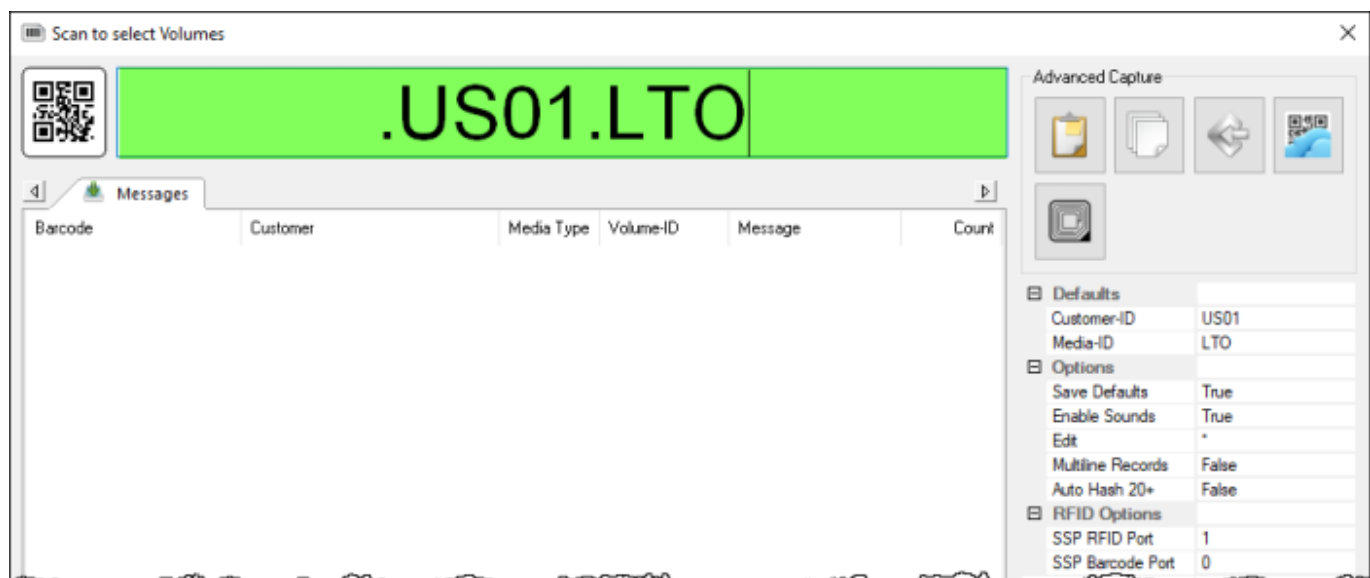 Scan to select Volumes
.US01.LTO
Messages
Barcode Customer Media Type Volume-ID Message Count
Advanced Capture
Defaults
Customer-ID US01
Media-ID LTO
Options
Save Defaults True
Enable Sounds True
Edit *
Multiline Records False
Auto Hash 20+ False
RFID Options
SSP RFID Port 1
SSP Barcode Port 0